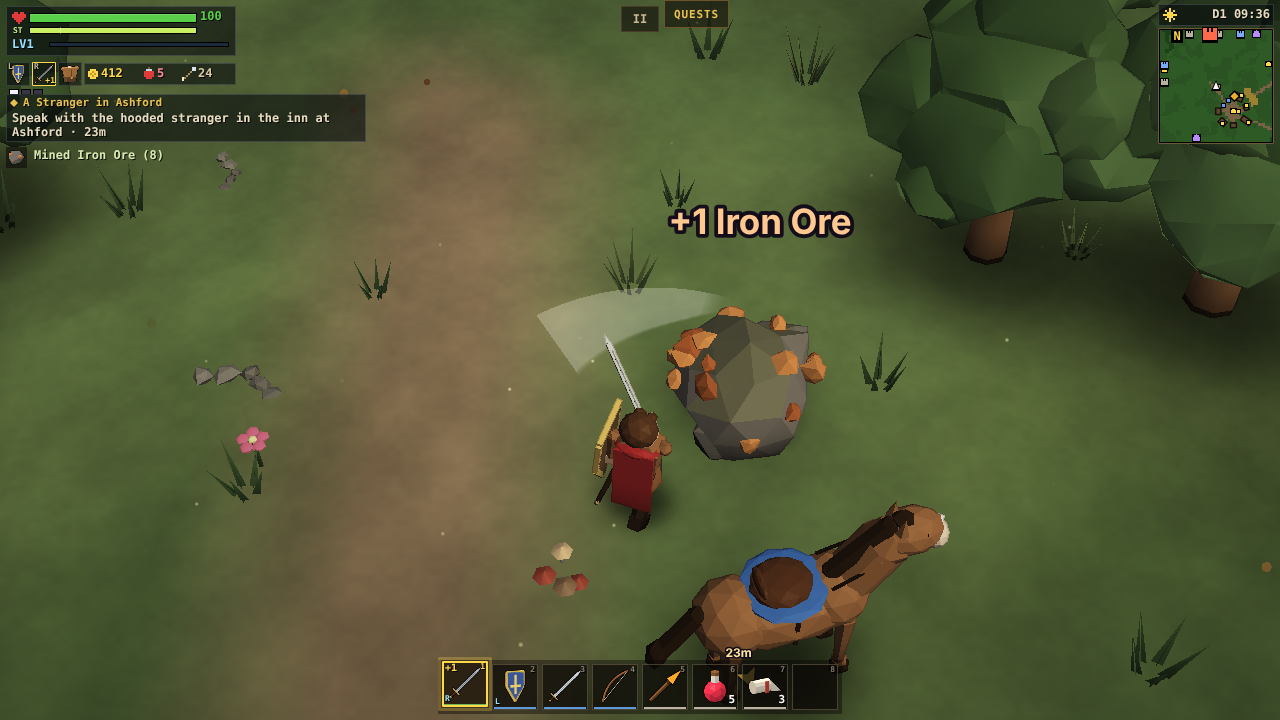 100
ST
LV1
L
R
+1
412
5
24
◆ A Stranger in Ashford
Speak with the hooded stranger in the inn at
Ashford · 23m
Mined Iron Ore (8)
II
QUESTS
D1 09:36
N
+1 Iron Ore
23m
+1
1
R
2
L
3
4
5
6
5
7
3
8